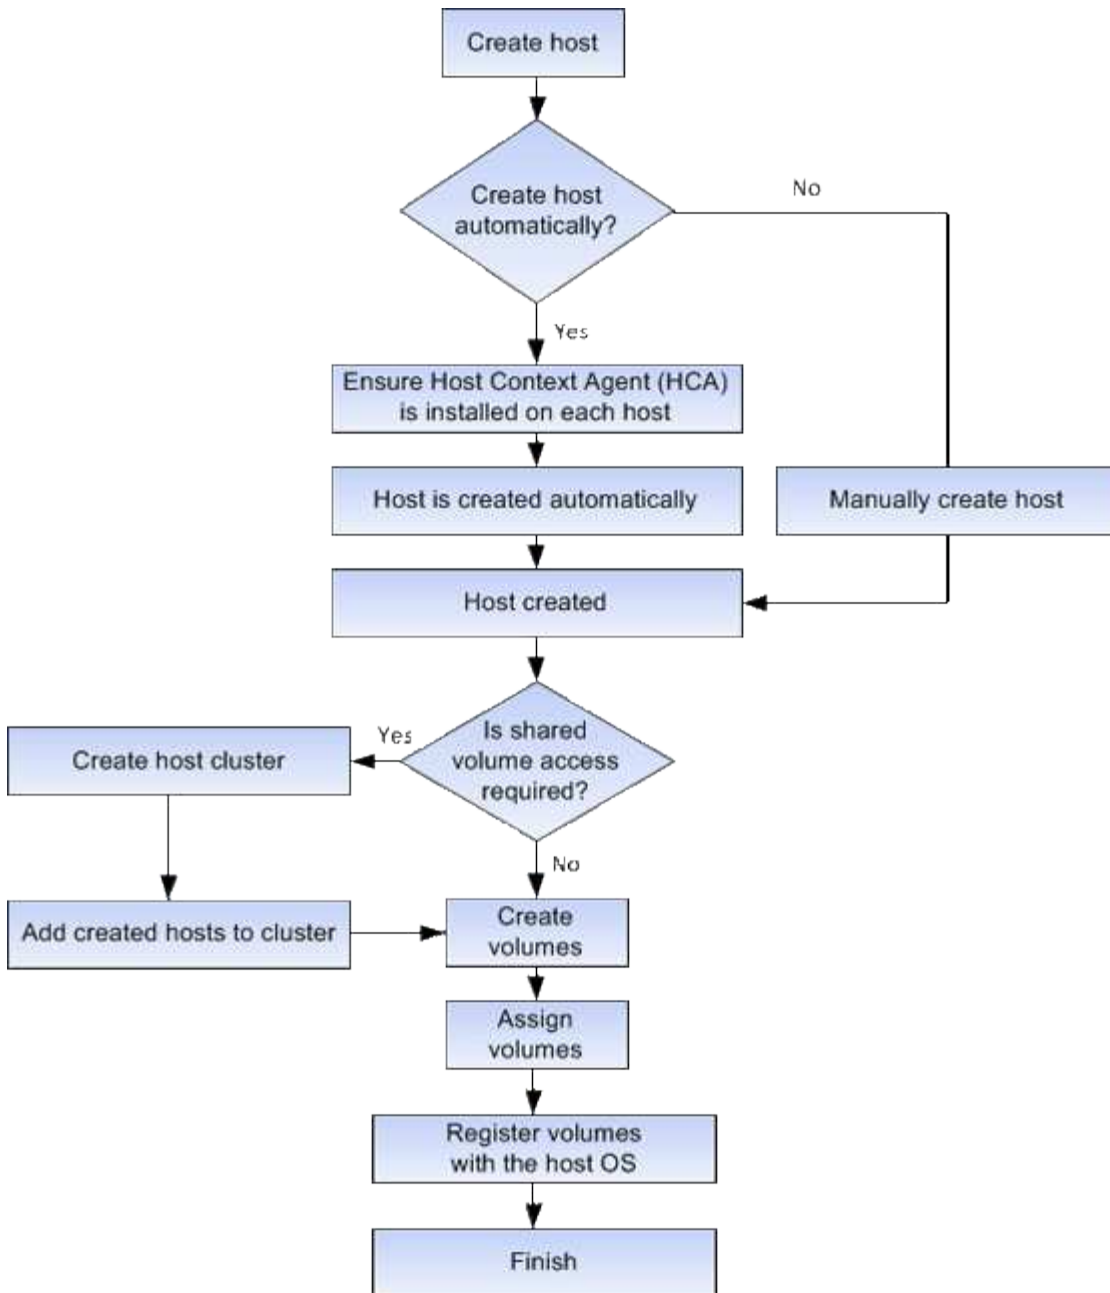 Create host
Create host
automatically?
No
Yes
Ensure Host Context Agent (HCA)
is installed on each host
Host is created automatically
Manually create host
Host created
Is shared
volume access
required?
Yes
Create host cluster
No
Add created hosts to cluster
Create
volumes
Assign
volumes
Register volumes
with the host OS
Finish